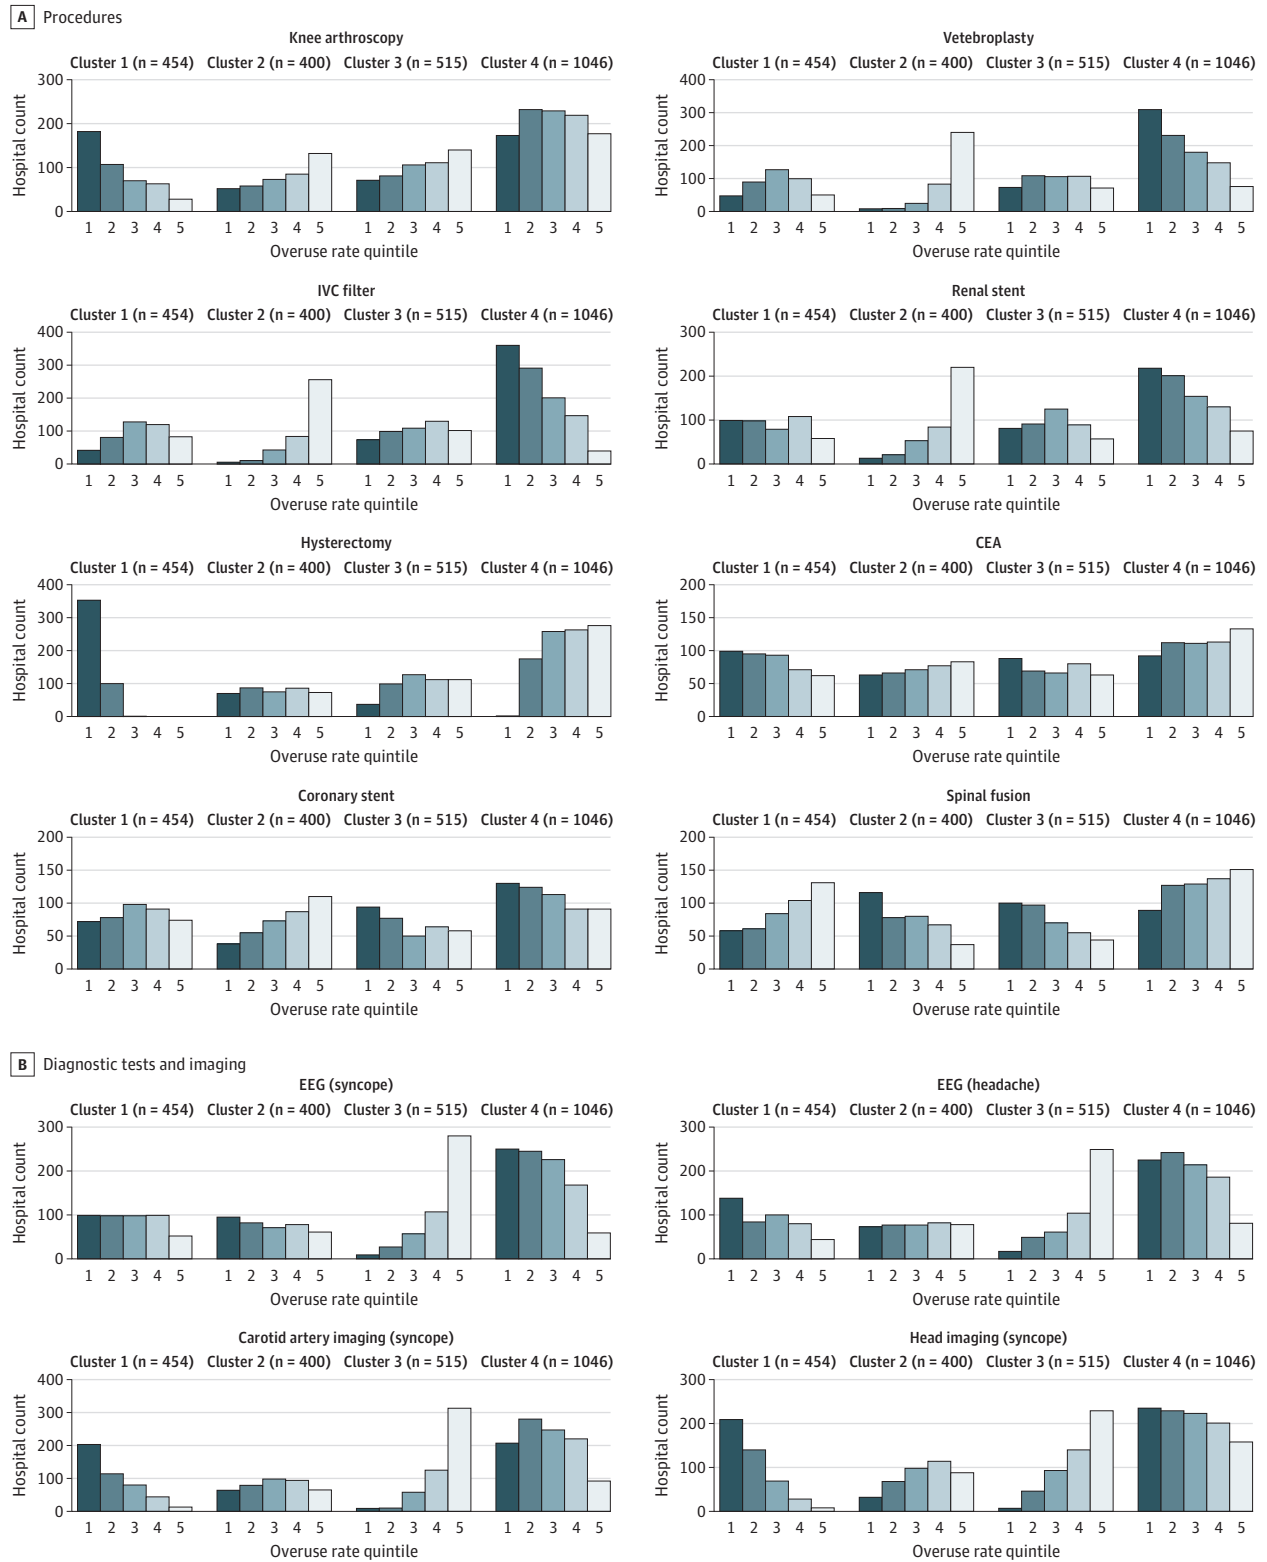 A Procedures
Knee arthroscopy
Cluster 1 (n = 454) Cluster 2 (n = 400) Cluster 3 (n = 515) Cluster 4 (n = 1046)
Hospital count
300
200
100
0
1 2 3 4 5 1 2 3 4 5 1 2 3 4 5 1 2 3 4 5
Overuse rate quintile
Vetebroplasty
Cluster 1 (n = 454) Cluster 2 (n = 400) Cluster 3 (n = 515) Cluster 4 (n = 1046)
Hospital count
400
300
200
100
0
1 2 3 4 5 1 2 3 4 5 1 2 3 4 5 1 2 3 4 5
Overuse rate quintile
IVC filter
Cluster 1 (n = 454) Cluster 2 (n = 400) Cluster 3 (n = 515) Cluster 4 (n = 1046)
Hospital count
400
300
200
100
0
1 2 3 4 5 1 2 3 4 5 1 2 3 4 5 1 2 3 4 5
Overuse rate quintile
Renal stent
Cluster 1 (n = 454) Cluster 2 (n = 400) Cluster 3 (n = 515) Cluster 4 (n = 1046)
Hospital count
300
200
100
0
1 2 3 4 5 1 2 3 4 5 1 2 3 4 5 1 2 3 4 5
Overuse rate quintile
Hysterectomy
Cluster 1 (n = 454) Cluster 2 (n = 400) Cluster 3 (n = 515) Cluster 4 (n = 1046)
Hospital count
400
300
200
100
0
1 2 3 4 5 1 2 3 4 5 1 2 3 4 5 1 2 3 4 5
Overuse rate quintile
CEA
Cluster 1 (n = 454) Cluster 2 (n = 400) Cluster 3 (n = 515) Cluster 4 (n = 1046)
Hospital count
200
150
100
50
0
1 2 3 4 5 1 2 3 4 5 1 2 3 4 5 1 2 3 4 5
Overuse rate quintile
Coronary stent
Cluster 1 (n = 454) Cluster 2 (n = 400) Cluster 3 (n = 515) Cluster 4 (n = 1046)
Hospital count
200
150
100
50
0
1 2 3 4 5 1 2 3 4 5 1 2 3 4 5 1 2 3 4 5
Overuse rate quintile
Spinal fusion
Cluster 1 (n = 454) Cluster 2 (n = 400) Cluster 3 (n = 515) Cluster 4 (n = 1046)
Hospital count
200
150
100
50
0
1 2 3 4 5 1 2 3 4 5 1 2 3 4 5 1 2 3 4 5
Overuse rate quintile
B Diagnostic tests and imaging
EEG (syncope)
Cluster 1 (n = 454) Cluster 2 (n = 400) Cluster 3 (n = 515) Cluster 4 (n = 1046)
Hospital count
300
200
100
0
1 2 3 4 5 1 2 3 4 5 1 2 3 4 5 1 2 3 4 5
Overuse rate quintile
EEG (headache)
Cluster 1 (n = 454) Cluster 2 (n = 400) Cluster 3 (n = 515) Cluster 4 (n = 1046)
Hospital count
300
200
100
0
1 2 3 4 5 1 2 3 4 5 1 2 3 4 5 1 2 3 4 5
Overuse rate quintile
Carotid artery imaging (syncope)
Cluster 1 (n = 454) Cluster 2 (n = 400) Cluster 3 (n = 515) Cluster 4 (n = 1046)
Hospital count
400
300
200
100
0
1 2 3 4 5 1 2 3 4 5 1 2 3 4 5 1 2 3 4 5
Overuse rate quintile
Head imaging (syncope)
Cluster 1 (n = 454) Cluster 2 (n = 400) Cluster 3 (n = 515) Cluster 4 (n = 1046)
Hospital count
300
200
100
0
1 2 3 4 5 1 2 3 4 5 1 2 3 4 5 1 2 3 4 5
Overuse rate quintile